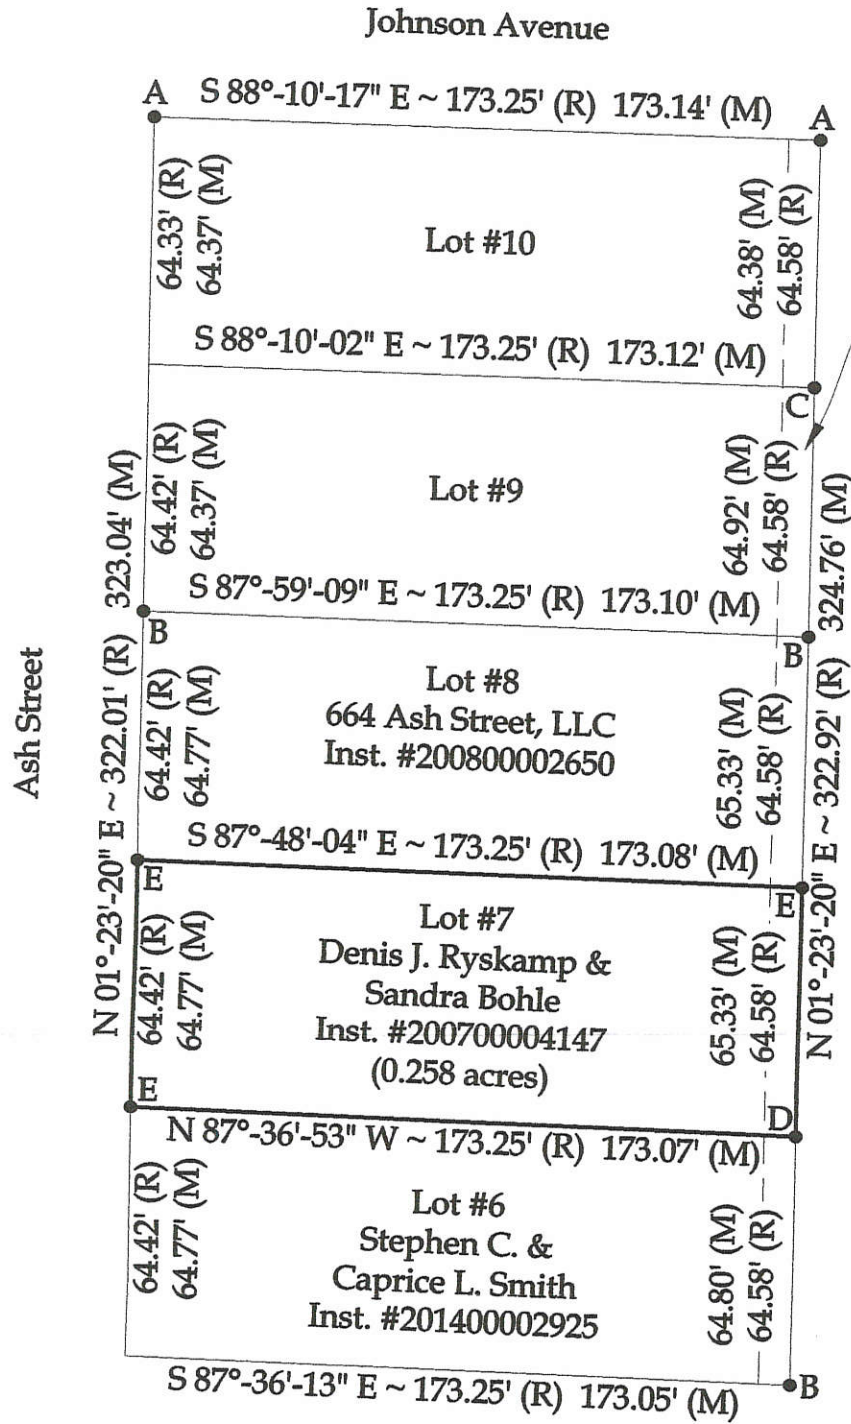 Johnson Avenue
A
S 88°-10'-17" E ~ 173.25' (R) 173.14' (M)
A
64.33' (R)
64.37' (M)
Lot #10
64.38' (M)
64.58' (R)
S 88°-10'-02" E ~ 173.25' (R) 173.12' (M)
C
64.42' (R)
64.37' (M)
Lot #9
64.92' (M)
64.58' (R)
S 87°-59'-09" E ~ 173.25' (R) 173.10' (M)
B
B
Ash Street
N 01°-23'-20" E ~ 322.01' (R) 323.04' (M)
64.42' (R)
64.77' (M)
Lot #8
664 Ash Street, LLC
Inst. #200800002650
65.33' (M)
64.58' (R)
N 01°-23'-20" E ~ 322.92' (R) 324.76' (M)
S 87°-48'-04" E ~ 173.25' (R) 173.08' (M)
E
E
64.42' (R)
64.77' (M)
Lot #7
Denis J. Ryskamp &
Sandra Bohle
Inst. #200700004147
(0.258 acres)
65.33' (M)
64.58' (R)
E
D
N 87°-36'-53" W ~ 173.25' (R) 173.07' (M)
64.42' (R)
64.77' (M)
Lot #6
Stephen C. &
Caprice L. Smith
Inst. #201400002925
64.80' (M)
64.58' (R)
S 87°-36'-13" E ~ 173.25' (R) 173.05' (M)
B